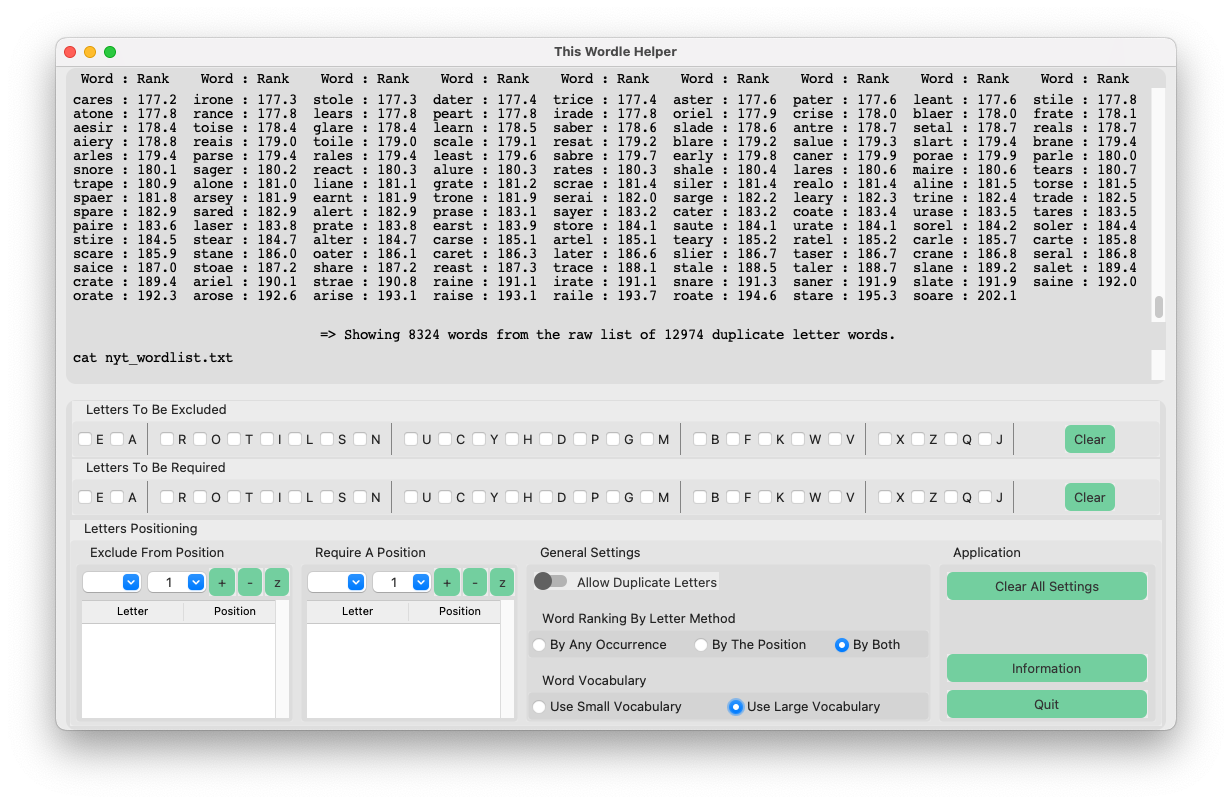 This Wordle Helper
Word : Rank Word : Rank Word : Rank Word : Rank Word : Rank Word : Rank Word : Rank Word : Rank Word : Rank
cares : 177.2 irone : 177.3 stole : 177.3 dater : 177.4 trice : 177.4 aster : 177.6 pater : 177.6 leant : 177.6 stile : 177.8
atone : 177.8 rance : 177.8 lears : 177.8 peart : 177.8 irade : 177.8 oriel : 177.9 crise : 178.0 blaer : 178.0 frate : 178.1
aesir : 178.4 toise : 178.4 glare : 178.4 learn : 178.5 saber : 178.6 slade : 178.6 antre : 178.7 setal : 178.7 reals : 178.7
aiery : 178.8 reais : 179.0 toile : 179.0 scale : 179.1 resat : 179.2 blare : 179.2 salue : 179.3 slart : 179.4 brane : 179.4
arles : 179.4 parse : 179.4 rales : 179.4 least : 179.6 sabre : 179.7 early : 179.8 caner : 179.9 porae : 179.9 parle : 180.0
snore : 180.1 sager : 180.2 react : 180.3 alure : 180.3 rates : 180.3 shale : 180.4 lares : 180.6 maire : 180.6 tears : 180.7
trape : 180.9 alone : 181.0 liane : 181.1 grate : 181.2 scrae : 181.4 siler : 181.4 realo : 181.4 aline : 181.5 torse : 181.5
spaer : 181.8 arsey : 181.9 earnt : 181.9 trone : 181.9 serai : 182.0 sarge : 182.2 leary : 182.3 trine : 182.4 trade : 182.5
spare : 182.9 sared : 182.9 alert : 182.9 prase : 183.1 sayer : 183.2 cater : 183.2 coate : 183.4 urase : 183.5 tares : 183.5
paire : 183.6 laser : 183.8 prate : 183.8 earst : 183.9 store : 184.1 saute : 184.1 urate : 184.1 sorel : 184.2 soler : 184.4
stire : 184.5 stear : 184.7 alter : 184.7 carse : 185.1 artel : 185.1 teary : 185.2 ratel : 185.2 carle : 185.7 carte : 185.8
scare : 185.9 stane : 186.0 oater : 186.1 caret : 186.3 later : 186.6 slier : 186.7 taser : 186.7 crane : 186.8 seral : 186.8
saice : 187.0 stoae : 187.2 share : 187.2 reast : 187.3 trace : 188.1 stale : 188.5 taler : 188.7 slane : 189.2 salet : 189.4
crate : 189.4 ariel : 190.1 strae : 190.8 raine : 191.1 irate : 191.1 snare : 191.3 saner : 191.9 slate : 191.9 saine : 192.0
orate : 192.3 arose : 192.6 arise : 193.1 raise : 193.1 raile : 193.7 roate : 194.6 stare : 195.3 soare : 202.1
=> Showing 8324 words from the raw list of 12974 duplicate letter words.
cat nyt_wordlist.txt
Letters To Be Excluded
E A R O T I L S N U C Y H D P G M B F K W V X Z Q J Clear
Letters To Be Required
E A R O T I L S N U C Y H D P G M B F K W V X Z Q J Clear
Letters Positioning
Exclude From Position Require A Position General Settings Application
1 + - z 1 + - z Allow Duplicate Letters Clear All Settings
Letter Position Letter Position
Word Ranking By Letter Method
By Any Occurrence By The Position By Both
Information
Word Vocabulary
Use Small Vocabulary Use Large Vocabulary Quit